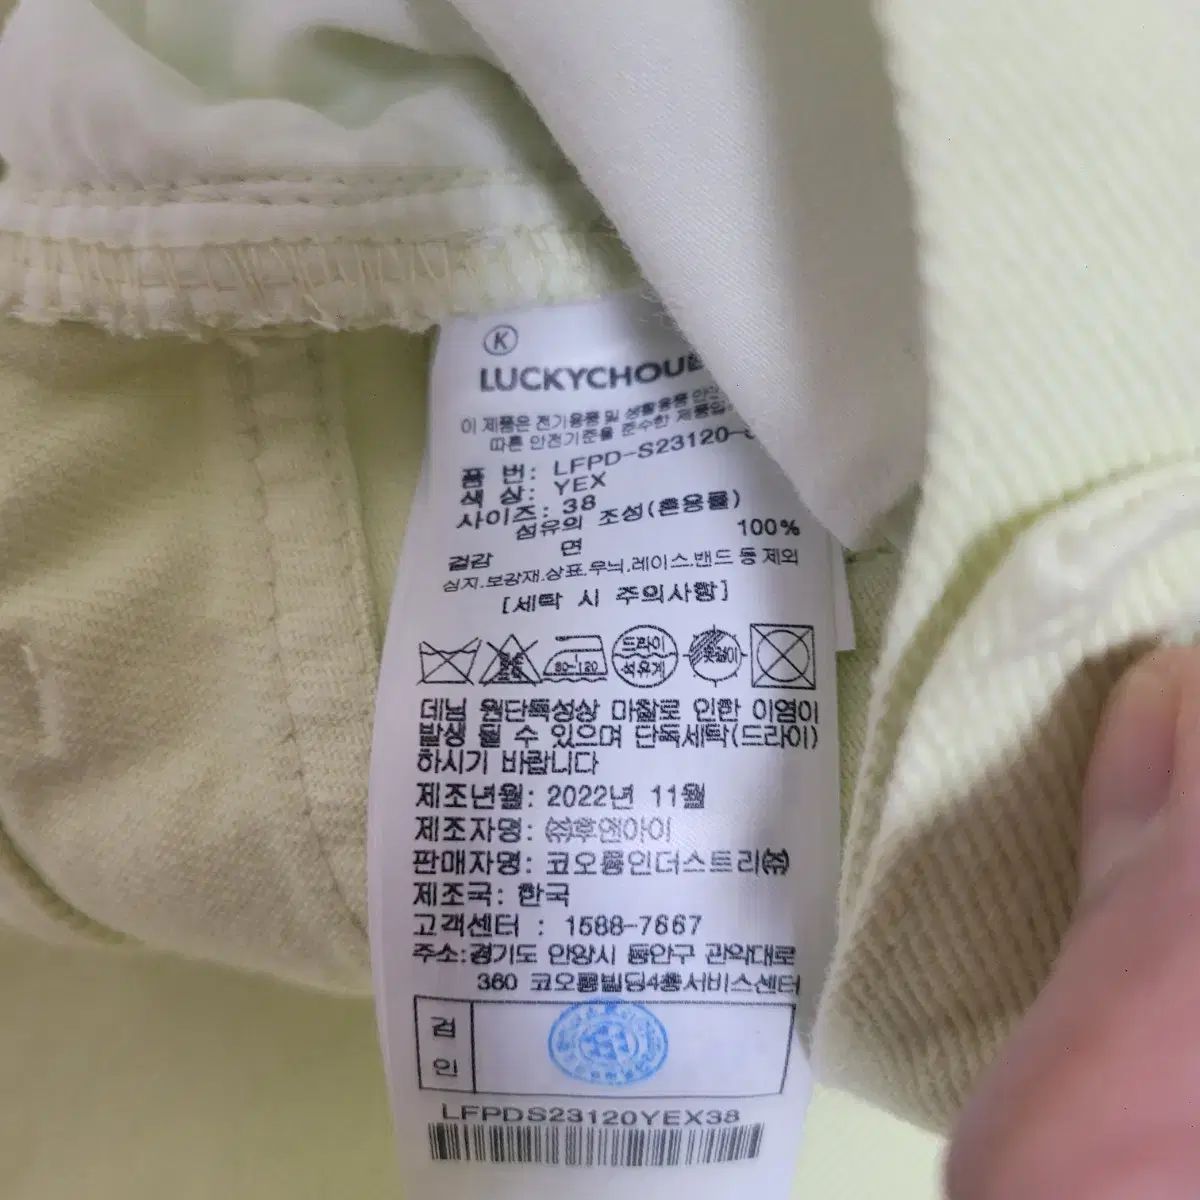 K
LUCKYCHOU
이 제품은 전기용품 및 생활용품 안전
따른 안전기준을 준수한 제품입
품 번: LFPD-S23120-
색 상: YEX
사이즈: 38
섬유의 조성(혼용률)
겉감 면 100%
심지.보강재.상표.무늬.레이스.밴드 등 제외
[세탁 시 주의사항]
80~120 드라이 석유계 옷걸이
데님 원단특성상 마찰로 인한 이염이
발생 될 수 있으며 단독세탁(드라이)
하시기 바랍니다
제조년월: 2022년 11월
제조자명: ㈜후앤아이
판매자명: 코오롱인더스트리㈜
제조국: 한국
고객센터 : 1588-7667
주소:경기도 안양시 동안구 관악대로
360 코오롱빌딩4층서비스센터
검
인
LFPDS23120YEX38